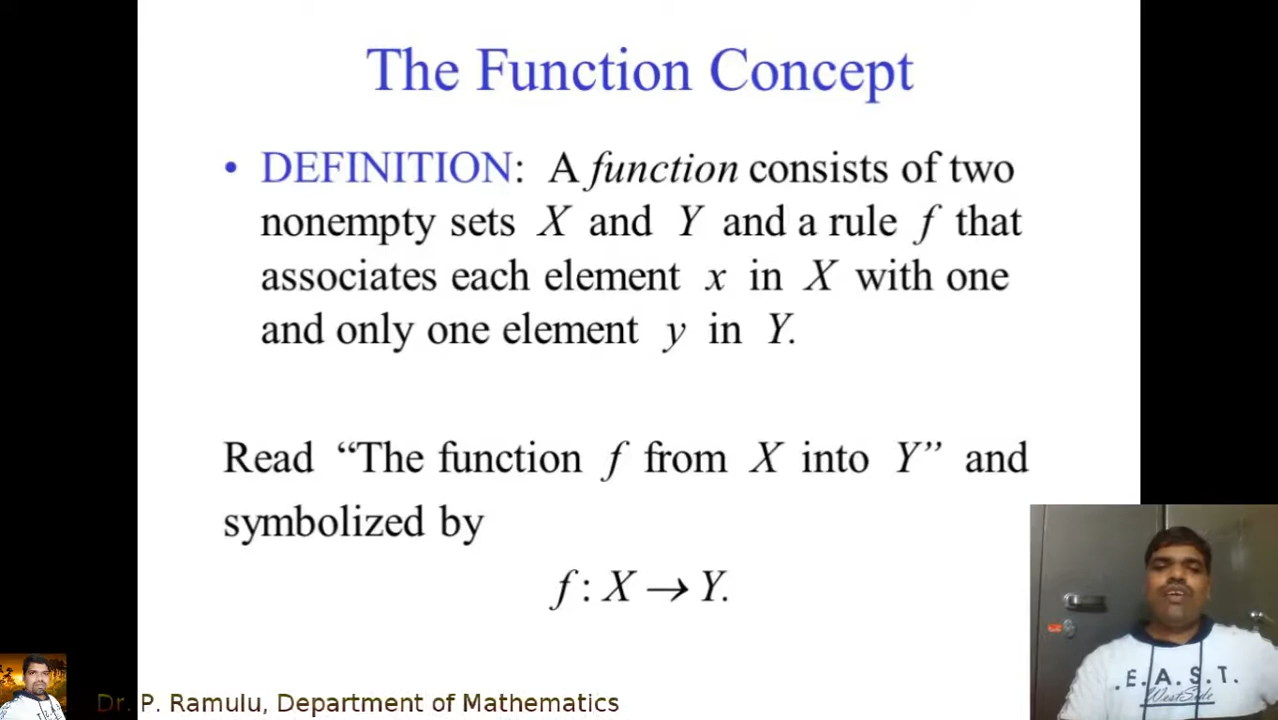 The Function Concept
• DEFINITION: A function consists of two
nonempty sets X and Y and a rule f that
associates each element x in X with one
and only one element y in Y.
Read “The function f from X into Y” and
symbolized by
f : X → Y.
.E.A.S.T.
WestSide
Dr. P. Ramulu, Department of Mathematics